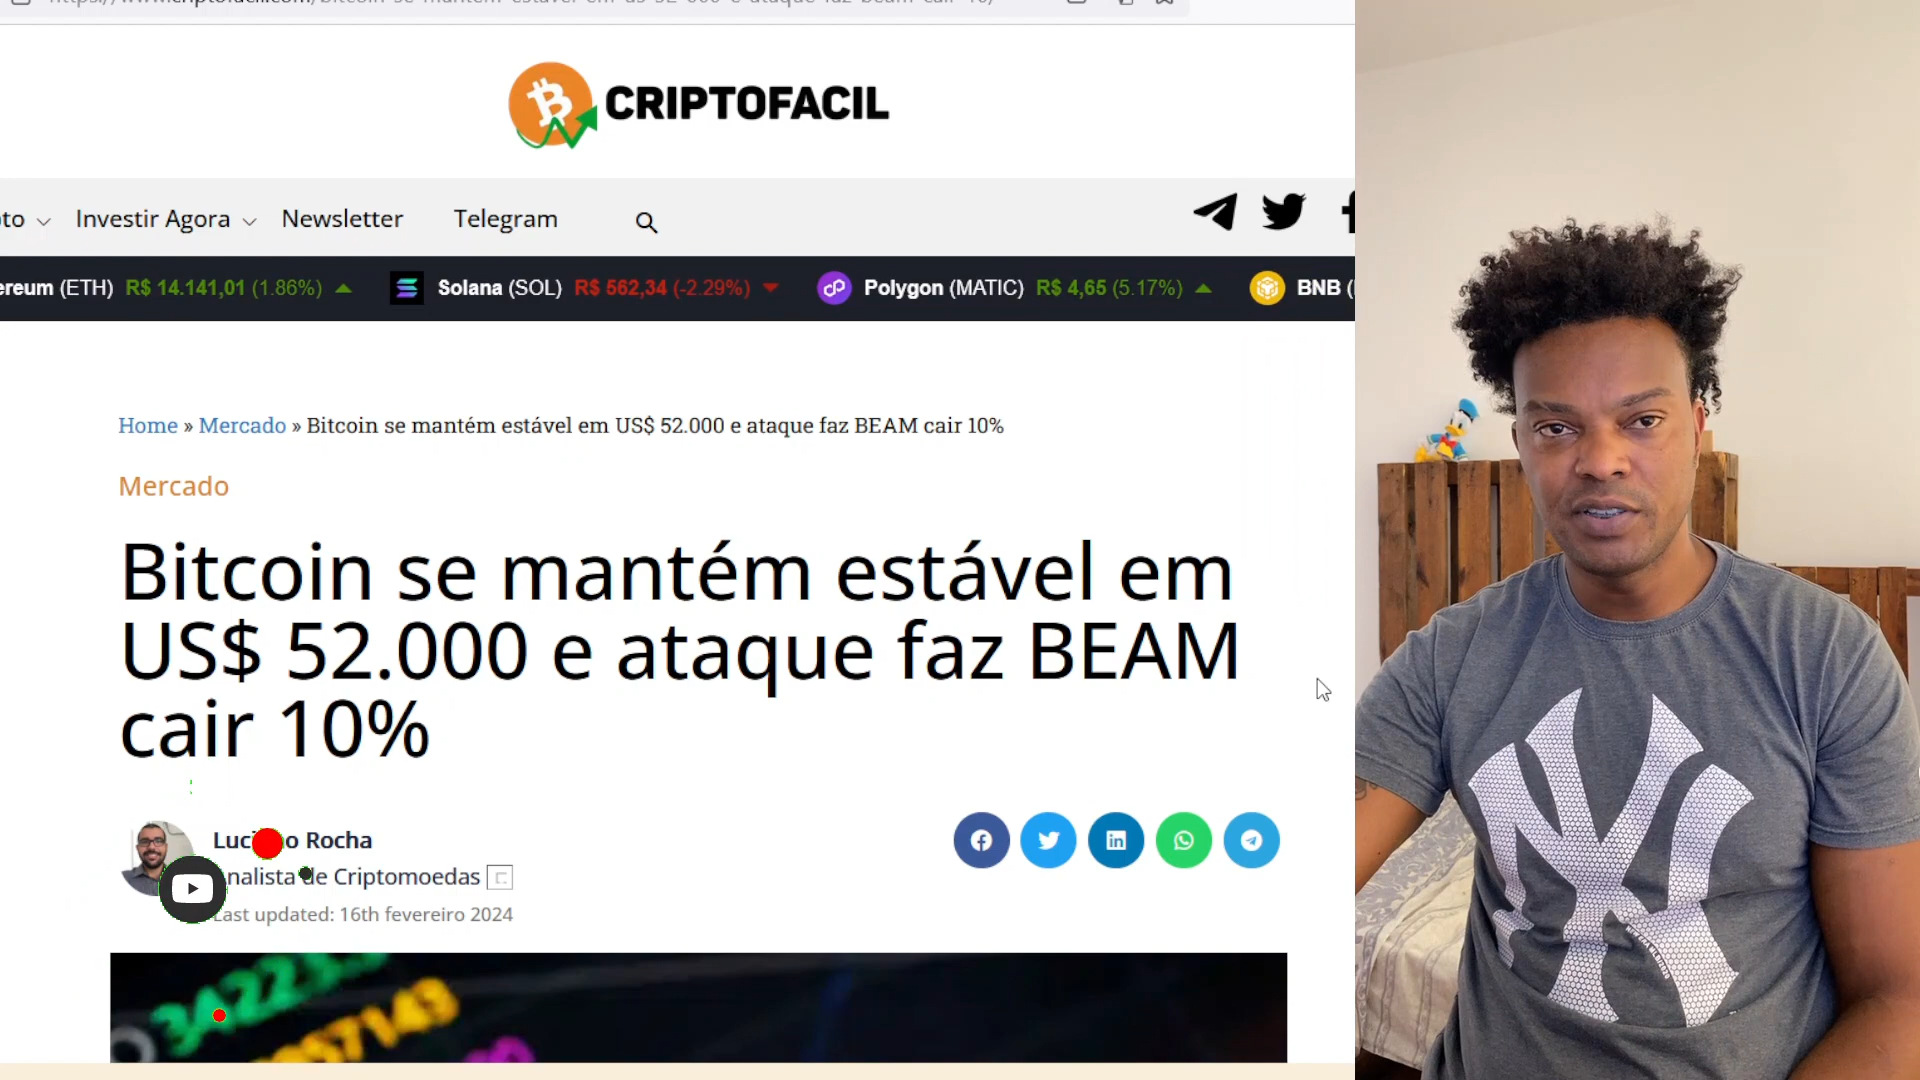 CRIPTOFACIL
Investir Agora Newsletter Telegram
(ETH) R$ 14.141,01 (1.86%) Solana (SOL) R$ 562,34 (-2.29%) Polygon (MATIC) R$ 4,65 (5.17%) BNB
Home » Mercado » Bitcoin se mantém estável em US$ 52.000 e ataque faz BEAM cair 10%
Mercado
Bitcoin se mantém estável em
US$ 52.000 e ataque faz BEAM
cair 10%
Rocha
de Criptomoedas
Last updated: 16th fevereiro 2024
NY